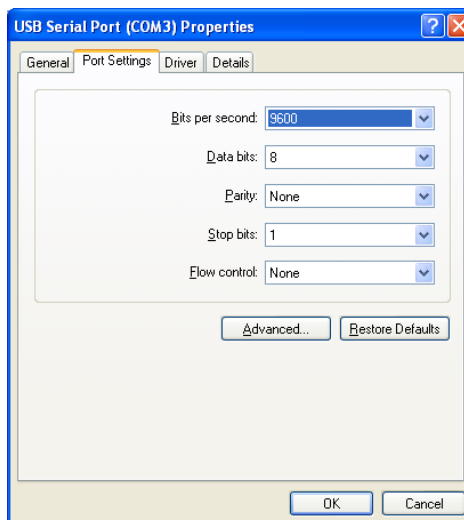 USB Serial Port (COM3) Properties
General Port Settings Driver Details
Bits per second: 9600
Data bits: 8
Parity: None
Stop bits: 1
Flow control: None
Advanced... Restore Defaults
OK Cancel